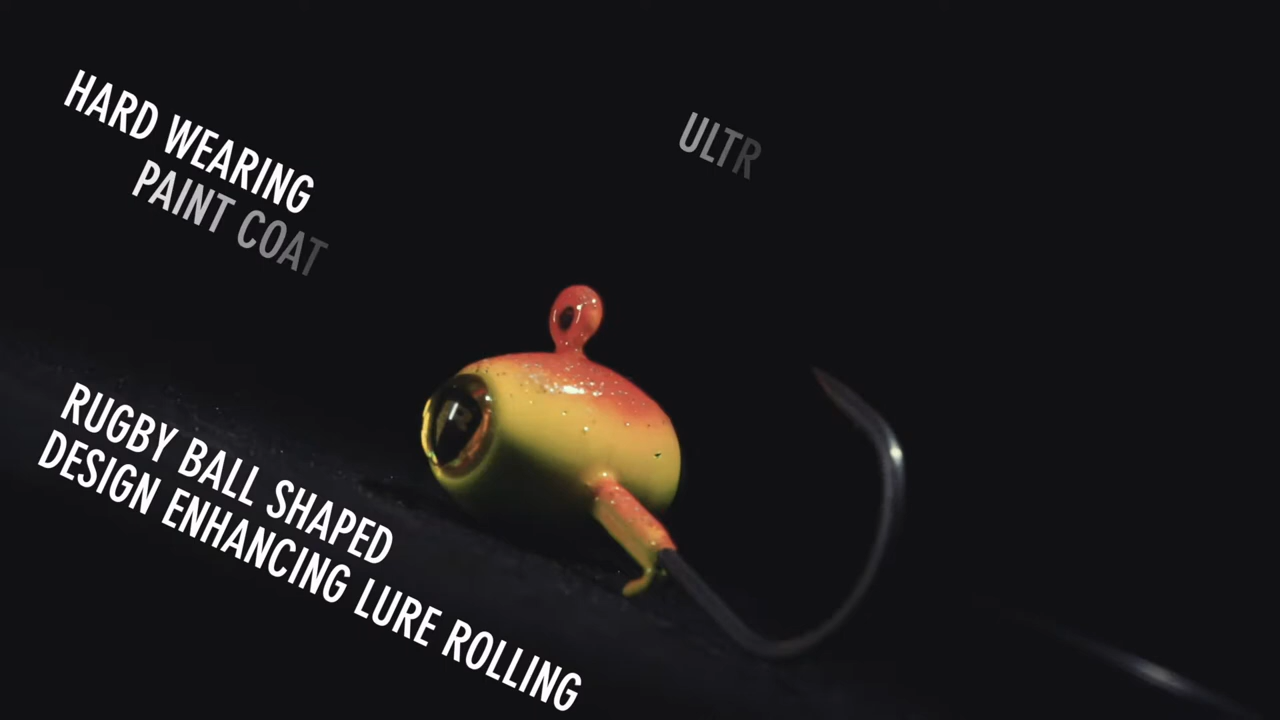 HARD WEARING
PAINT COAT
ULTR
RUGBY BALL SHAPED
DESIGN ENHANCING LURE ROLLING